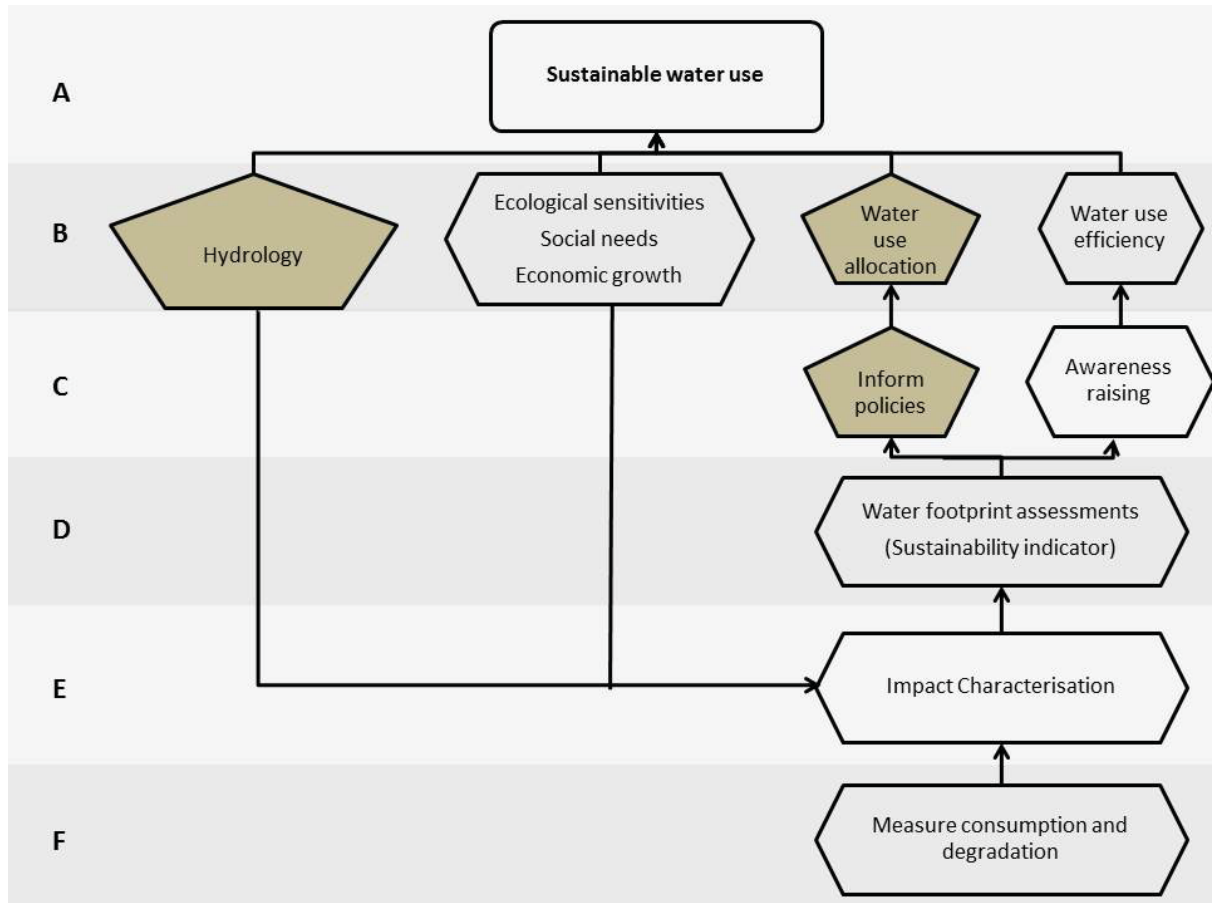 A
Sustainable water use
B
Hydrology
Ecological sensitivities
Social needs
Economic growth
Water
use
allocation
Water use
efficiency
C
Inform
policies
Awareness
raising
D
Water footprint assessments
(Sustainability indicator)
E
Impact Characterisation
F
Measure consumption and
degradation